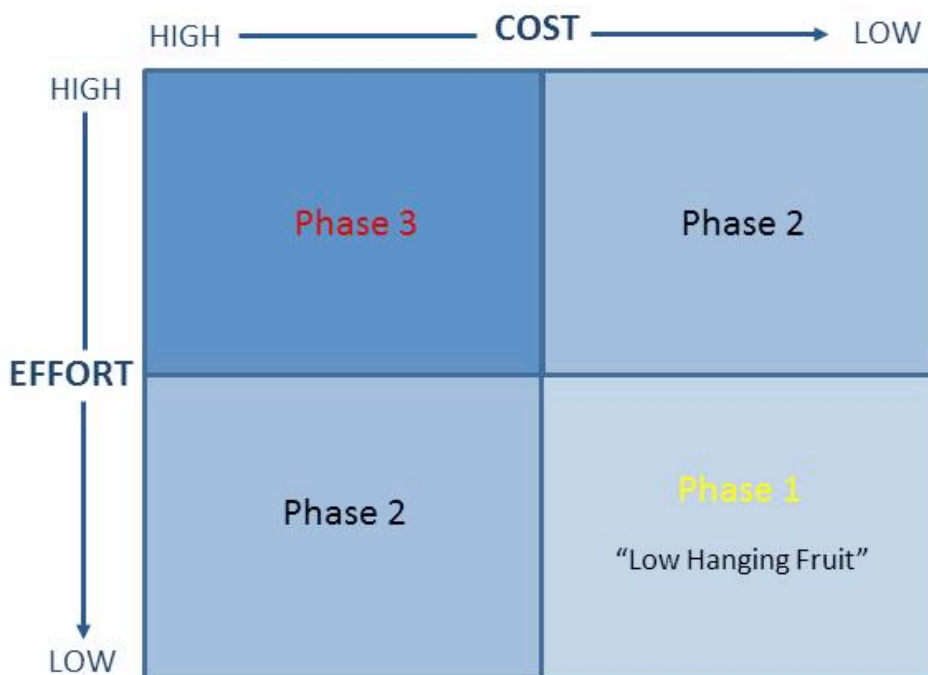 HIGH COST LOW
HIGH
Phase 3 Phase 2
EFFORT
Phase 2 Phase 1
“Low Hanging Fruit”
LOW